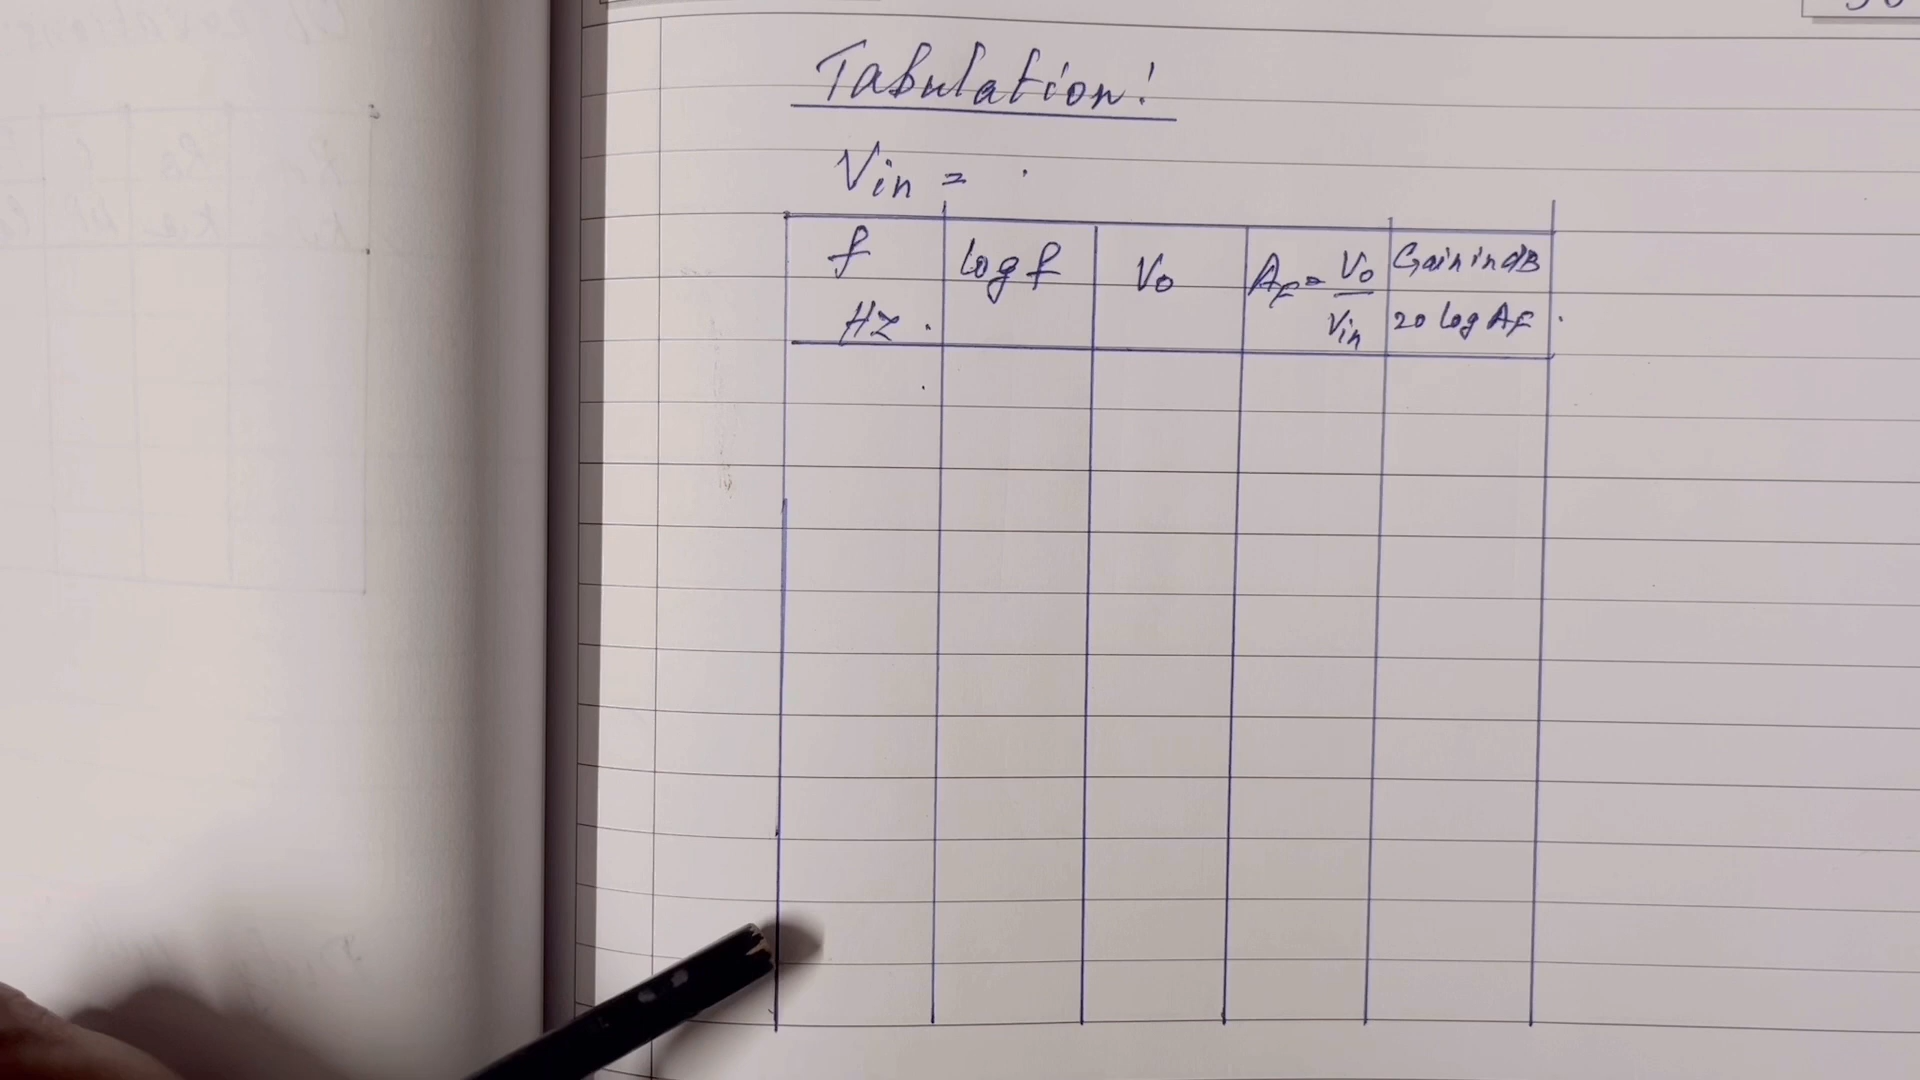 Tabulation:
Vin =
f Hz.
log f
Vo
AF = Vo / Vin
Gain in dB
20 log AF